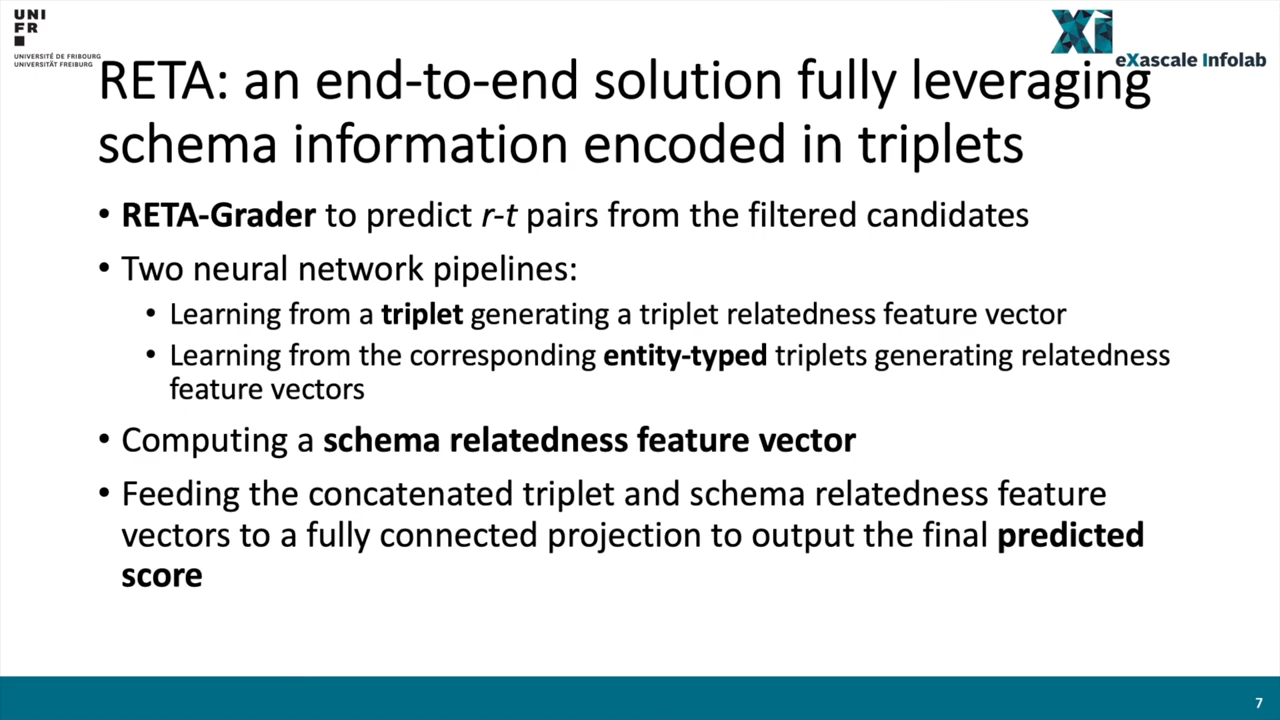 UNI
FR
UNIVERSITÉ DE FRIBOURG
UNIVERSITÄT FREIBURG
eXascale Infolab
RETA: an end-to-end solution fully leveraging
schema information encoded in triplets
• RETA-Grader to predict r-t pairs from the filtered candidates
• Two neural network pipelines:
• Learning from a triplet generating a triplet relatedness feature vector
• Learning from the corresponding entity-typed triplets generating relatedness
feature vectors
• Computing a schema relatedness feature vector
• Feeding the concatenated triplet and schema relatedness feature
vectors to a fully connected projection to output the final predicted
score
7